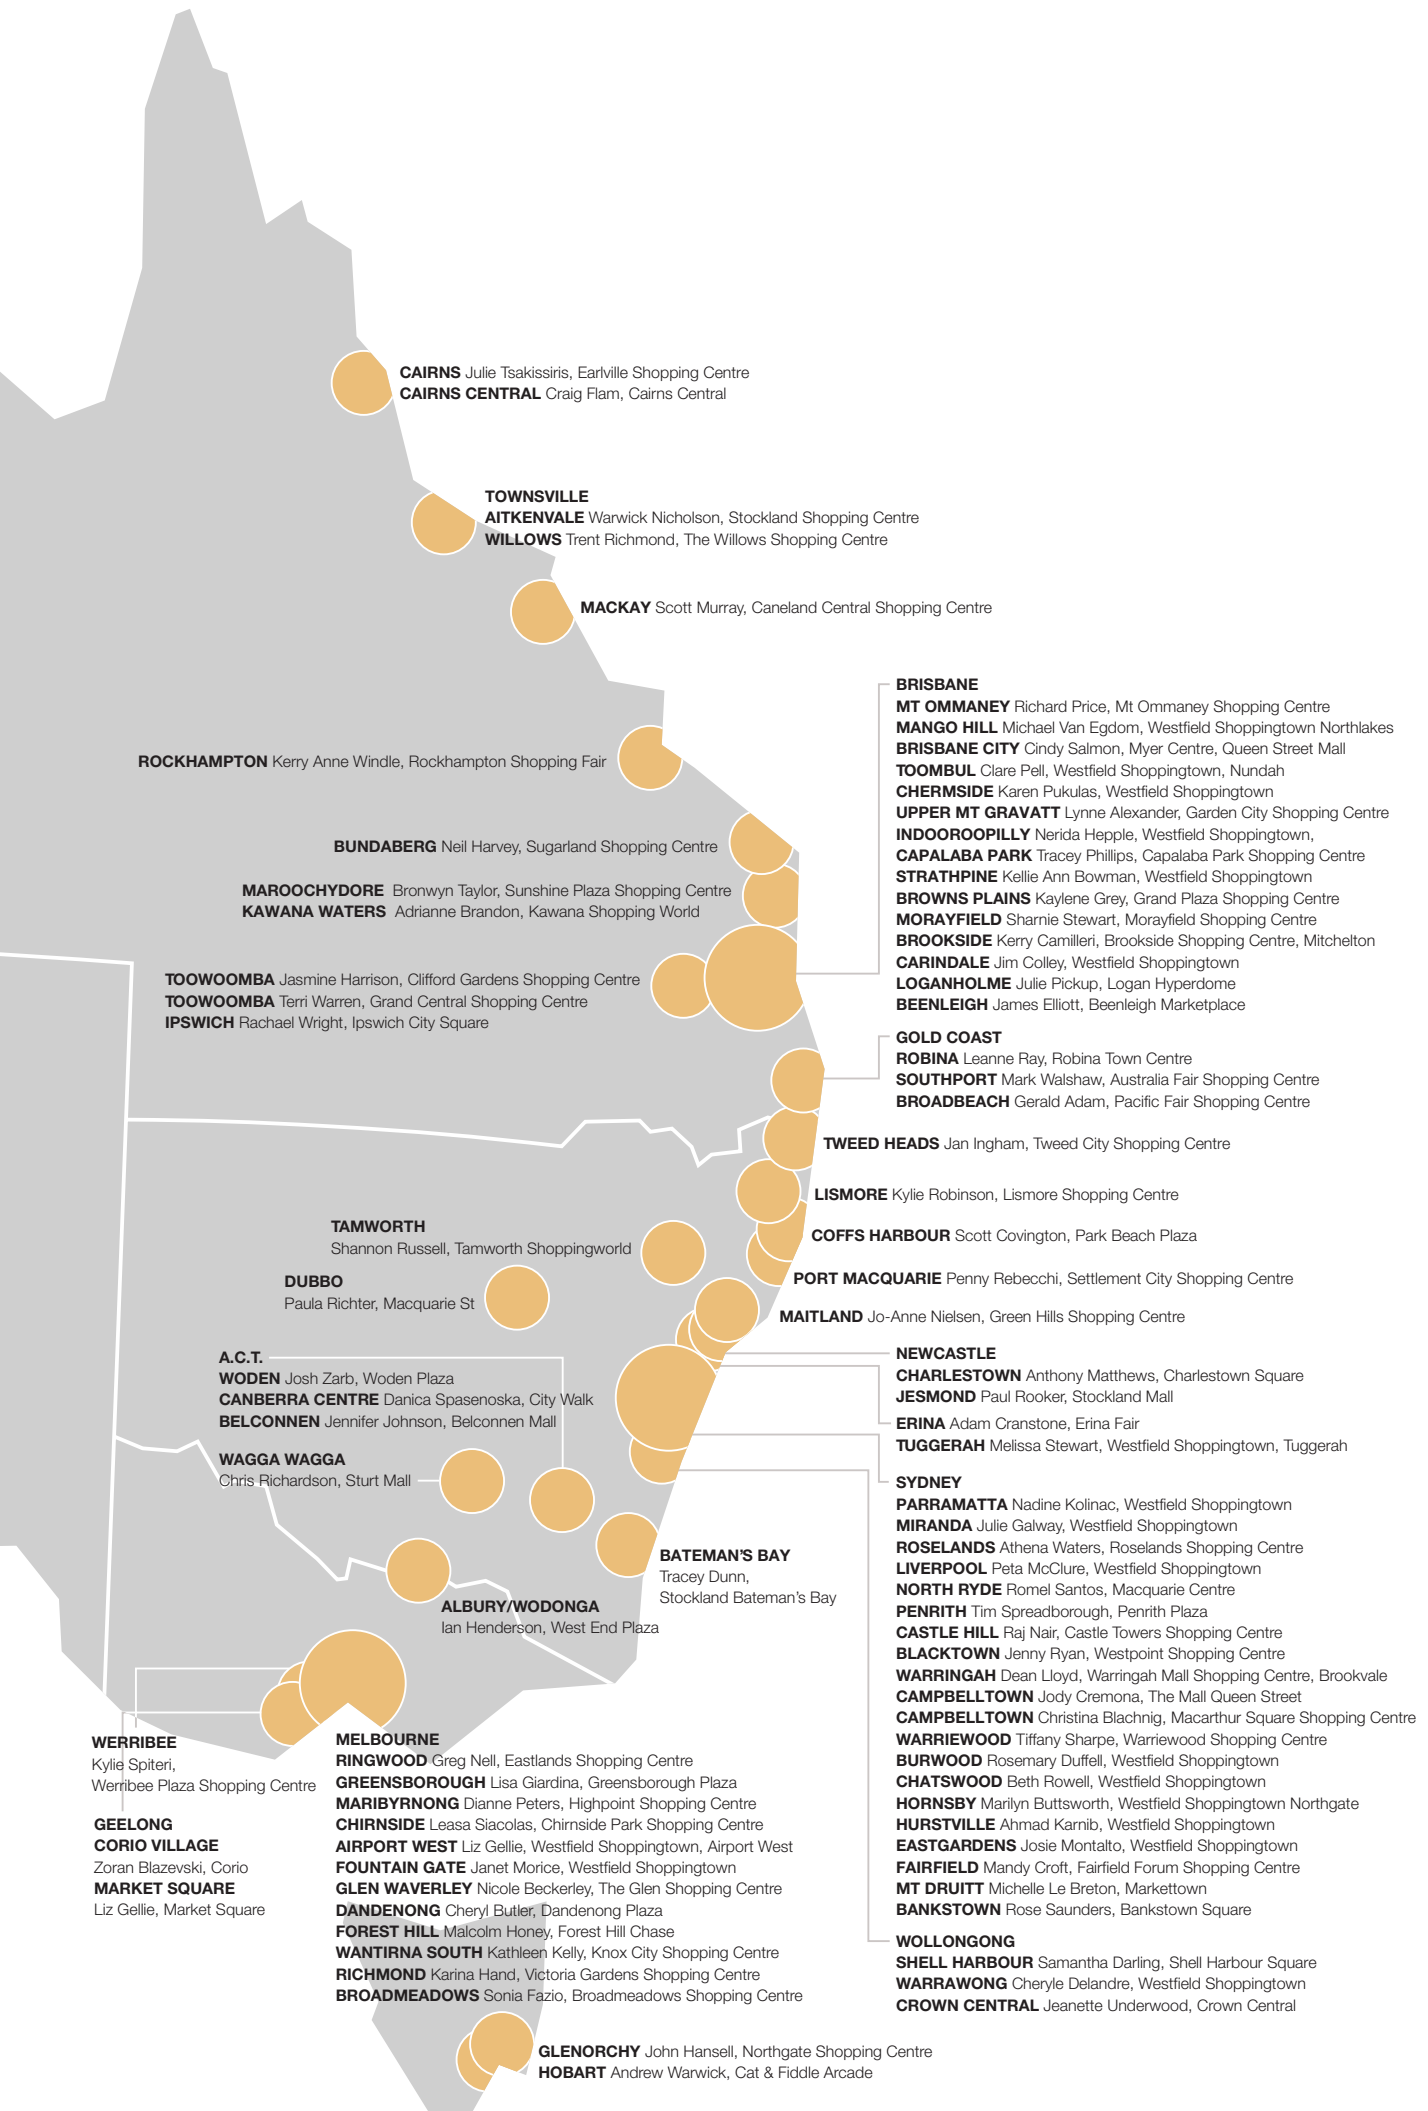 CAIRNS Julie Tsakissiris, Earlville Shopping Centre
CAIRNS CENTRAL Craig Flam, Cairns Central
TOWNSVILLE
AITKENVALE Warwick Nicholson, Stockland Shopping Centre
WILLOWS Trent Richmond, The Willows Shopping Centre
MACKAY Scott Murray, Caneland Central Shopping Centre
ROCKHAMPTON Kerry Anne Windle, Rockhampton Shopping Fair
BUNDABERG Neil Harvey, Sugarland Shopping Centre
MAROOCHYDORE Bronwyn Taylor, Sunshine Plaza Shopping Centre
KAWANA WATERS Adrianne Brandon, Kawana Shopping World
TOOWOOMBA Jasmine Harrison, Clifford Gardens Shopping Centre
TOOWOOMBA Terri Warren, Grand Central Shopping Centre
IPSWICH Rachael Wright, Ipswich City Square
BRISBANE
MT OMMANEY Richard Price, Mt Ommaney Shopping Centre
MANGO HILL Michael Van Egdom, Westfield Shoppingtown Northlakes
BRISBANE CITY Cindy Salmon, Myer Centre, Queen Street Mall
TOOMBUL Clare Pell, Westfield Shoppingtown, Nundah
CHERMSIDE Karen Pukulas, Westfield Shoppingtown
UPPER MT GRAVATT Lynne Alexander, Garden City Shopping Centre
INDOOROOPILLY Nerida Hepple, Westfield Shoppingtown,
CAPALABA PARK Tracey Phillips, Capalaba Park Shopping Centre
STRATHPINE Kellie Ann Bowman, Westfield Shoppingtown
BROWNS PLAINS Kaylene Grey, Grand Plaza Shopping Centre
MORAYFIELD Sharnie Stewart, Morayfield Shopping Centre
BROOKSIDE Kerry Camilleri, Brookside Shopping Centre, Mitchelton
CARINDALE Jim Colley, Westfield Shoppingtown
LOGANHOLME Julie Pickup, Logan Hyperdome
BEENLEIGH James Elliott, Beenleigh Marketplace
GOLD COAST
ROBINA Leanne Ray, Robina Town Centre
SOUTHPORT Mark Walshaw, Australia Fair Shopping Centre
BROADBEACH Gerald Adam, Pacific Fair Shopping Centre
TWEED HEADS Jan Ingham, Tweed City Shopping Centre
LISMORE Kylie Robinson, Lismore Shopping Centre
COFFS HARBOUR Scott Covington, Park Beach Plaza
PORT MACQUARIE Penny Rebecchi, Settlement City Shopping Centre
MAITLAND Jo-Anne Nielsen, Green Hills Shopping Centre
TAMWORTH
Shannon Russell, Tamworth Shoppingworld
DUBBO
Paula Richter, Macquarie St
A.C.T.
WODEN Josh Zarb, Woden Plaza
CANBERRA CENTRE Danica Spasenoska, City Walk
BELCONNEN Jennifer Johnson, Belconnen Mall
WAGGA WAGGA
Chris Richardson, Sturt Mall
NEWCASTLE
CHARLESTOWN Anthony Matthews, Charlestown Square
JESMOND Paul Rooker, Stockland Mall
ERINA Adam Cranstone, Erina Fair
TUGGERAH Melissa Stewart, Westfield Shoppingtown, Tuggerah
SYDNEY
PARRAMATTA Nadine Kolinac, Westfield Shoppingtown
MIRANDA Julie Galway, Westfield Shoppingtown
ROSELANDS Athena Waters, Roselands Shopping Centre
LIVERPOOL Peta McClure, Westfield Shoppingtown
NORTH RYDE Romel Santos, Macquarie Centre
PENRITH Tim Spreadborough, Penrith Plaza
CASTLE HILL Raj Nair, Castle Towers Shopping Centre
BLACKTOWN Jenny Ryan, Westpoint Shopping Centre
WARRINGAH Dean Lloyd, Warringah Mall Shopping Centre, Brookvale
CAMPBELLTOWN Jody Cremona, The Mall Queen Street
CAMPBELLTOWN Christina Blachnig, Macarthur Square Shopping Centre
WARRIEWOOD Tiffany Sharpe, Warriewood Shopping Centre
BURWOOD Rosemary Duffell, Westfield Shoppingtown
CHATSWOOD Beth Rowell, Westfield Shoppingtown
HORNSBY Marilyn Buttsworth, Westfield Shoppingtown Northgate
HURSTVILLE Ahmad Karnib, Westfield Shoppingtown
EASTGARDENS Josie Montalto, Westfield Shoppingtown
FAIRFIELD Mandy Croft, Fairfield Forum Shopping Centre
MT DRUITT Michelle Le Breton, Markettown
BANKSTOWN Rose Saunders, Bankstown Square
WOLLONGONG
SHELL HARBOUR Samantha Darling, Shell Harbour Square
WARRAWONG Cheryle Delandre, Westfield Shoppingtown
CROWN CENTRAL Jeanette Underwood, Crown Central
BATEMAN'S BAY
Tracey Dunn,
Stockland Bateman's Bay
ALBURY/WODONGA
Ian Henderson, West End Plaza
WERRIBEE
Kylie Spiteri,
Werribee Plaza Shopping Centre
GEELONG
CORIO VILLAGE
Zoran Blazevski, Corio
MARKET SQUARE
Liz Gellie, Market Square
MELBOURNE
RINGWOOD Greg Nell, Eastlands Shopping Centre
GREENSBOROUGH Lisa Giardina, Greensborough Plaza
MARIBYRNONG Dianne Peters, Highpoint Shopping Centre
CHIRNSIDE Leasa Siacolas, Chirnside Park Shopping Centre
AIRPORT WEST Liz Gellie, Westfield Shoppingtown, Airport West
FOUNTAIN GATE Janet Morice, Westfield Shoppingtown
GLEN WAVERLEY Nicole Beckerley, The Glen Shopping Centre
DANDENONG Cheryl Butler, Dandenong Plaza
FOREST HILL Malcolm Honey, Forest Hill Chase
WANTIRNA SOUTH Kathleen Kelly, Knox City Shopping Centre
RICHMOND Karina Hand, Victoria Gardens Shopping Centre
BROADMEADOWS Sonia Fazio, Broadmeadows Shopping Centre
GLENORCHY John Hansell, Northgate Shopping Centre
HOBART Andrew Warwick, Cat & Fiddle Arcade